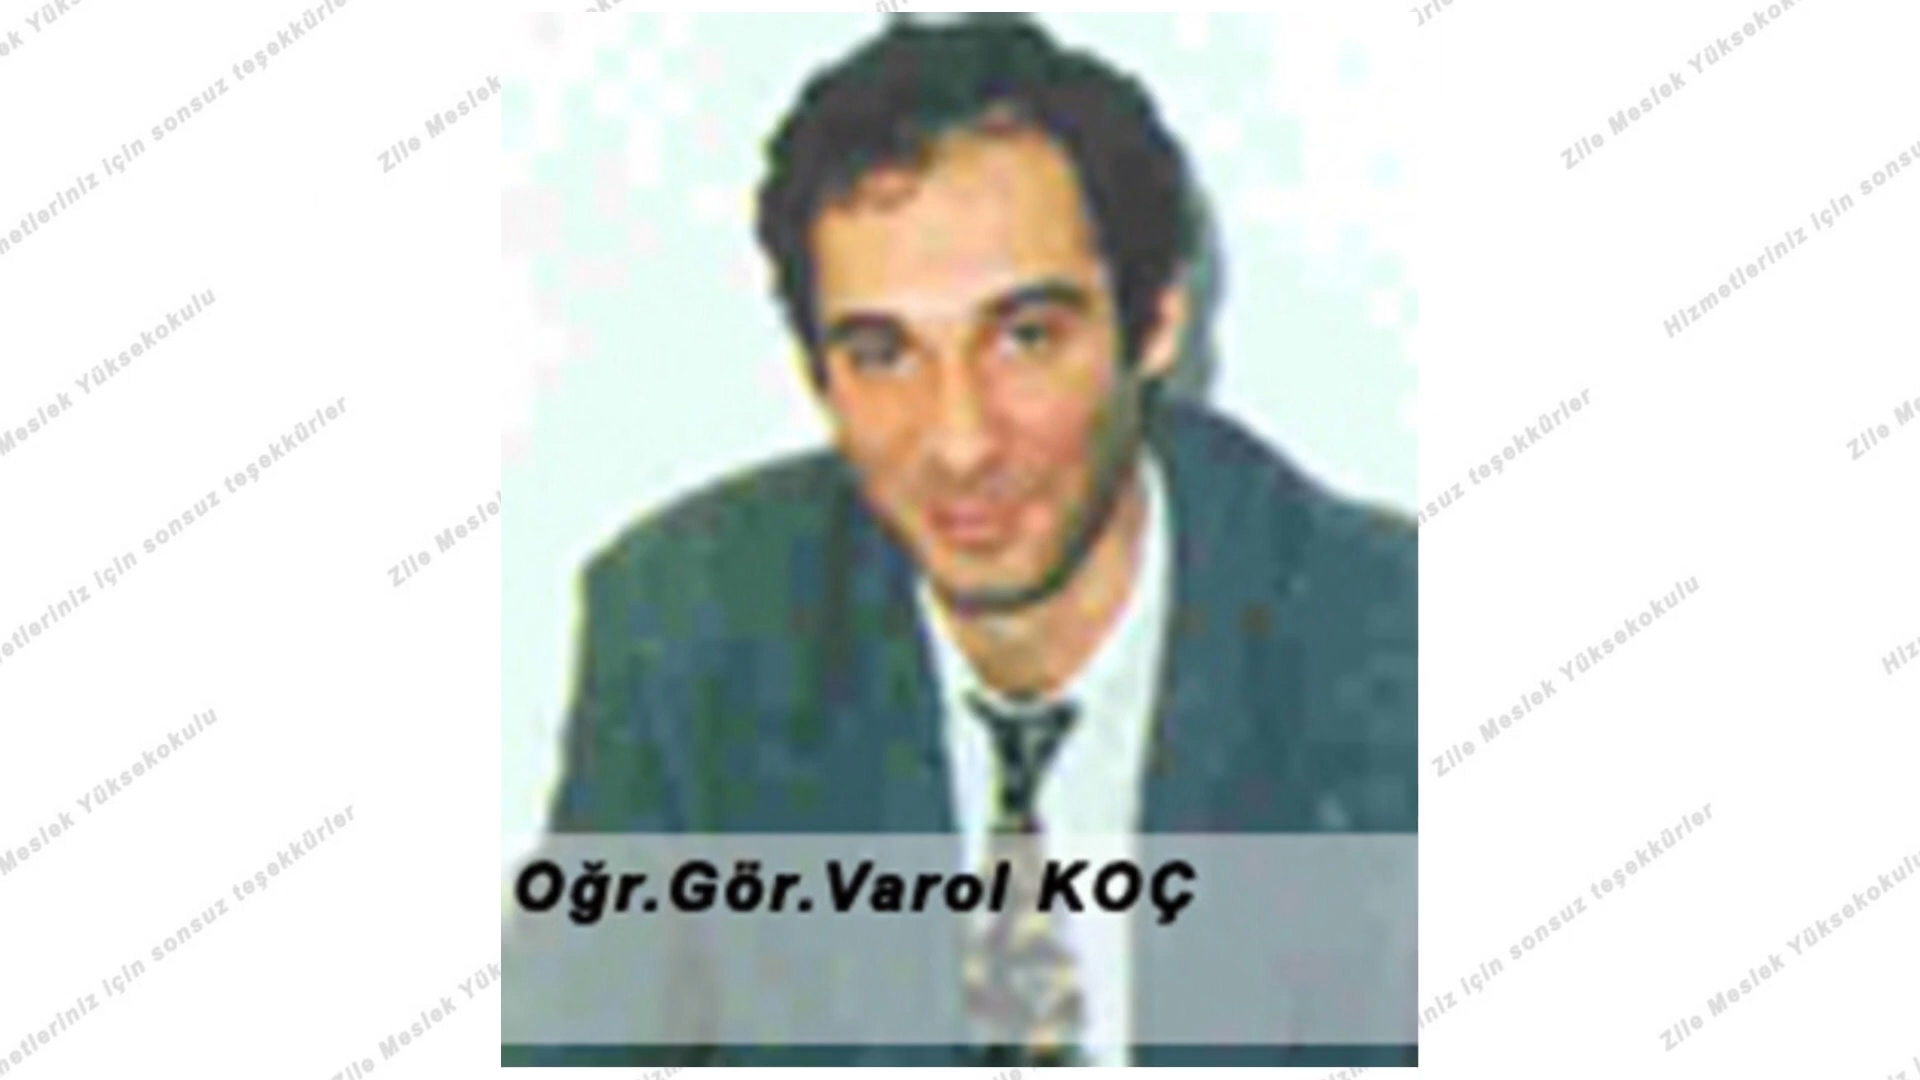 Oğr.Gör.Varol KOÇ
Zile Meslek Yüksekokulu
Hizmetleriniz için sonsuz teşekkürler